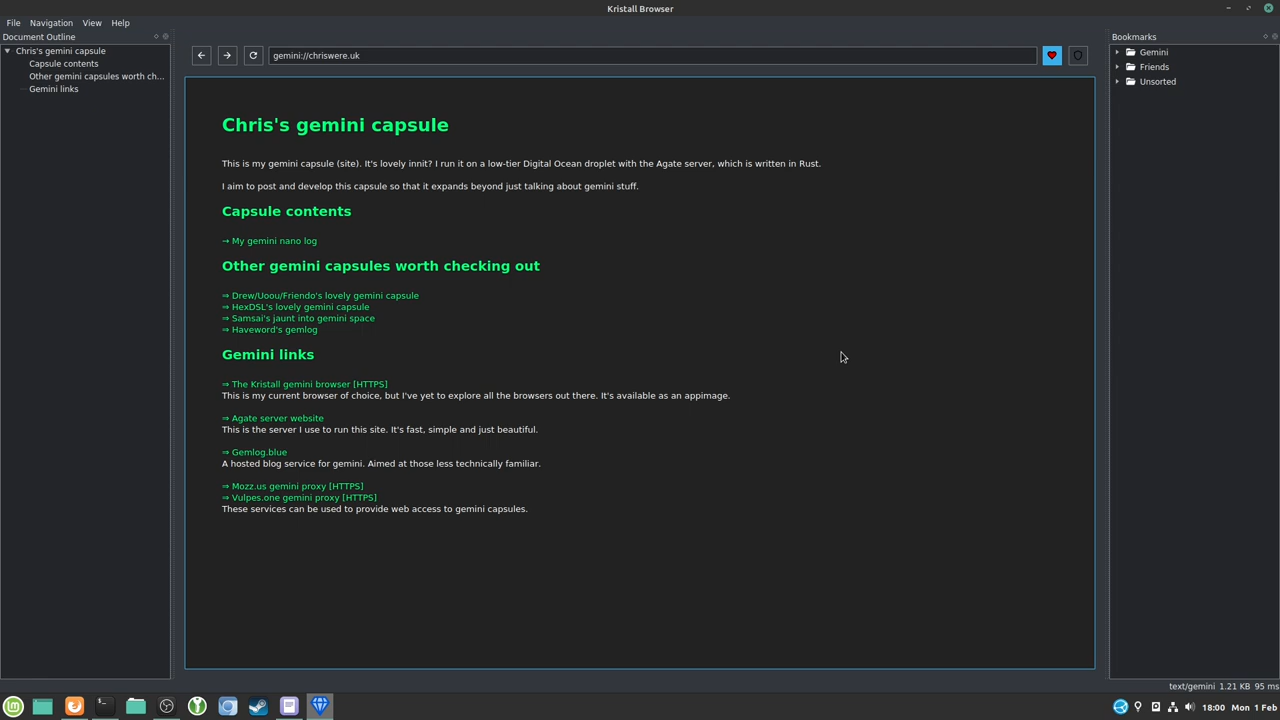 Kristall Browser
File Navigation View Help
Document Outline
Chris's gemini capsule
Capsule contents
Other gemini capsules worth ch...
Gemini links
gemini://chriswere.uk
Chris's gemini capsule
This is my gemini capsule (site). It's lovely innit? I run it on a low-tier Digital Ocean droplet with the Agate server, which is written in Rust.
I aim to post and develop this capsule so that it expands beyond just talking about gemini stuff.
Capsule contents
→ My gemini nano log
Other gemini capsules worth checking out
⇒ Drew/Uoou/Friendo's lovely gemini capsule
⇒ HexDSL's lovely gemini capsule
⇒ Samsai's jaunt into gemini space
⇒ Haveword's gemlog
Gemini links
⇒ The Kristall gemini browser [HTTPS]
This is my current browser of choice, but I've yet to explore all the browsers out there. It's available as an appimage.
⇒ Agate server website
This is the server I use to run this site. It's fast, simple and just beautiful.
⇒ Gemlog.blue
A hosted blog service for gemini. Aimed at those less technically familiar.
⇒ Mozz.us gemini proxy [HTTPS]
⇒ Vulpes.one gemini proxy [HTTPS]
These services can be used to provide web access to gemini capsules.
Bookmarks
Gemini
Friends
Unsorted
text/gemini 1.21 KB 95 ms
18:00 Mon 1 Feb